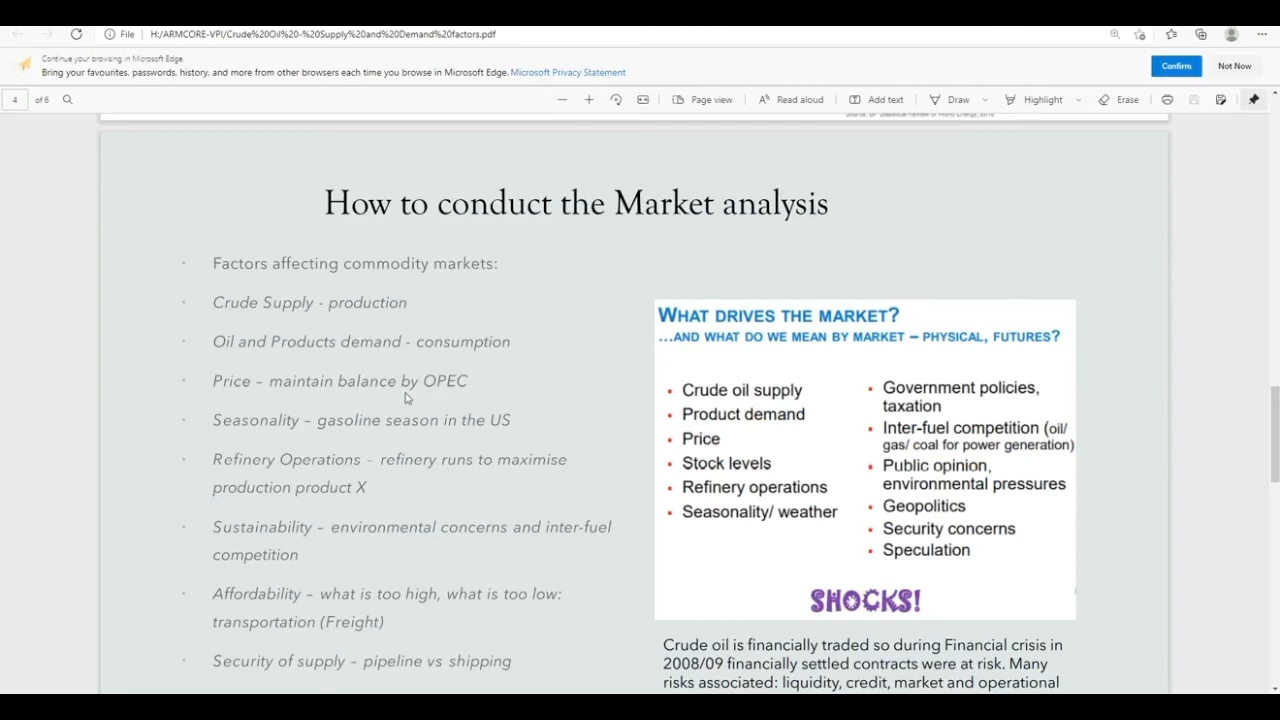 File
H:/ARMCORE-VPI/Crude%20Oil%20-%20Supply%20and%20Demand%20factors.pdf
Continue your browsing in Microsoft Edge.
Bring your favourites, passwords, history, and more from other browsers each time you browse in Microsoft Edge. Microsoft Privacy Statement
Confirm
Not Now
4 of 6
Page view
Read aloud
Add text
Draw
Highlight
Erase
How to conduct the Market analysis
· Factors affecting commodity markets:
· Crude Supply - production
· Oil and Products demand - consumption
· Price – maintain balance by OPEC
· Seasonality – gasoline season in the US
· Refinery Operations – refinery runs to maximise
production product X
· Sustainability – environmental concerns and inter-fuel
competition
· Affordability – what is too high, what is too low:
transportation (Freight)
· Security of supply – pipeline vs shipping
WHAT DRIVES THE MARKET?
...AND WHAT DO WE MEAN BY MARKET – PHYSICAL, FUTURES?
• Crude oil supply
• Product demand
• Price
• Stock levels
• Refinery operations
• Seasonality/ weather
• Government policies,
taxation
• Inter-fuel competition (oil/
gas/ coal for power generation)
• Public opinion,
environmental pressures
• Geopolitics
• Security concerns
• Speculation
SHOCKS!
Crude oil is financially traded so during Financial crisis in
2008/09 financially settled contracts were at risk. Many
risks associated: liquidity, credit, market and operational